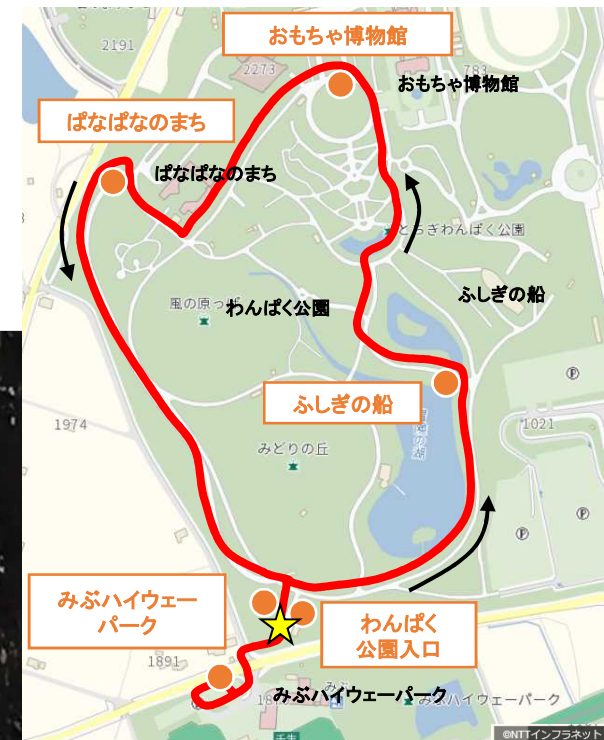 おもちゃ博物館
2191
2273
783
おもちゃ博物館
ぱなぱなのまち
ぱなぱなのまち
とちぎわんぱく公園
ふしぎの船
風の原っぱ
わんぱく公園
ふしぎの船
1974
1021
みどりの丘
みぶハイウェー
パーク
わんぱく
公園入口
1891
みぶ
みぶハイウェーパーク
みぶハイウェーパーク
壬生
©NTTインフラネット